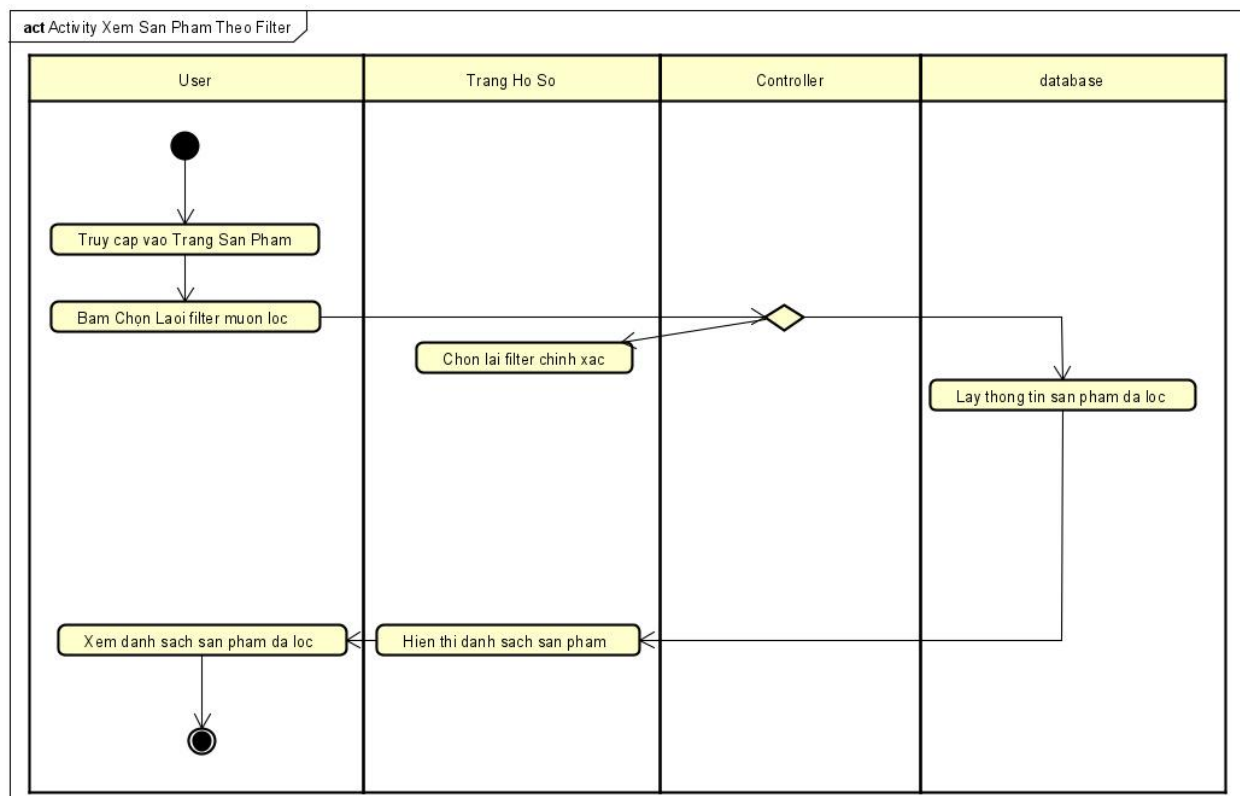 act Activity Xem San Pham Theo Filter
User
Trang Ho So
Controller
database
Truy cap vao Trang San Pham
Bam Chọn Laoi filter muon loc
Chon lai filter chinh xac
Lay thong tin san pham da loc
Xem danh sach san pham da loc
Hien thi danh sach san pham